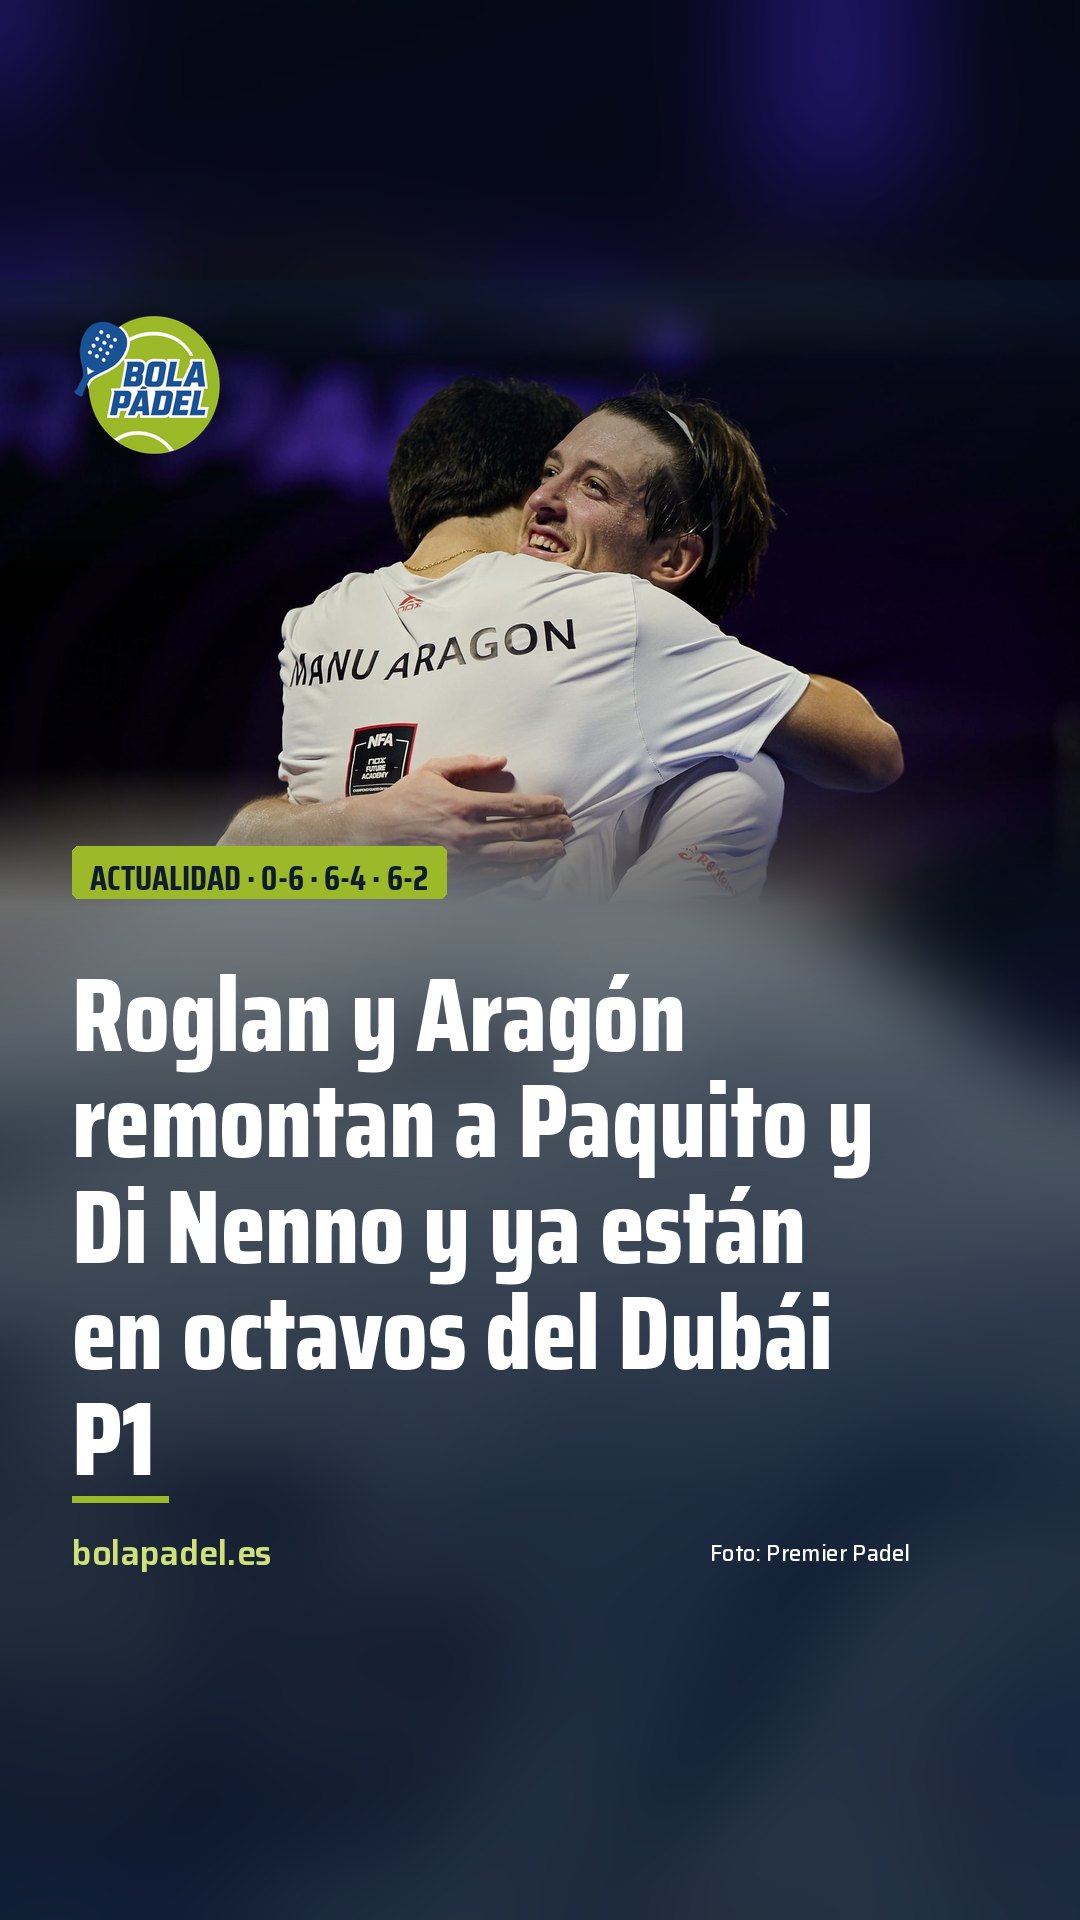 BOLA
PÁDEL
MANU ARAGON
nox
NFA
nox
FUTURE
ACADEMY
ACTUALIDAD · 0-6 · 6-4 · 6-2
Roglan y Aragón
remontan a Paquito y
Di Nenno y ya están
en octavos del Dubái
P1
bolapadel.es
Foto: Premier Padel